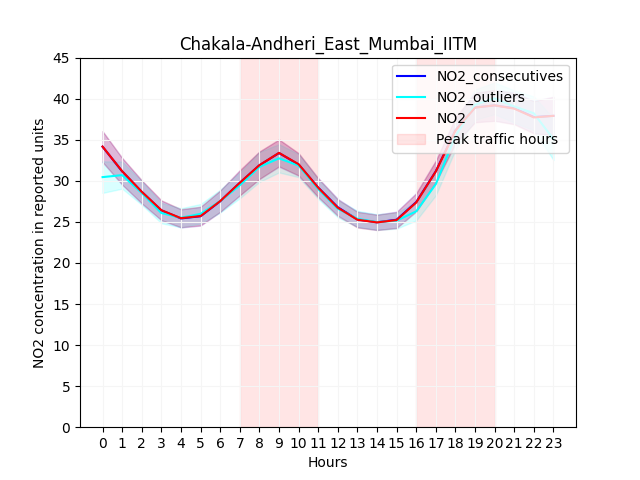 Chakala-Andheri_East_Mumbai_IITM
NO2_consecutives
NO2_outliers
NO2
Peak traffic hours
NO2 concentration in reported units
45
40
35
30
25
20
15
10
5
0
0 1 2 3 4 5 6 7 8 9 10 11 12 13 14 15 16 17 18 19 20 21 22 23
Hours